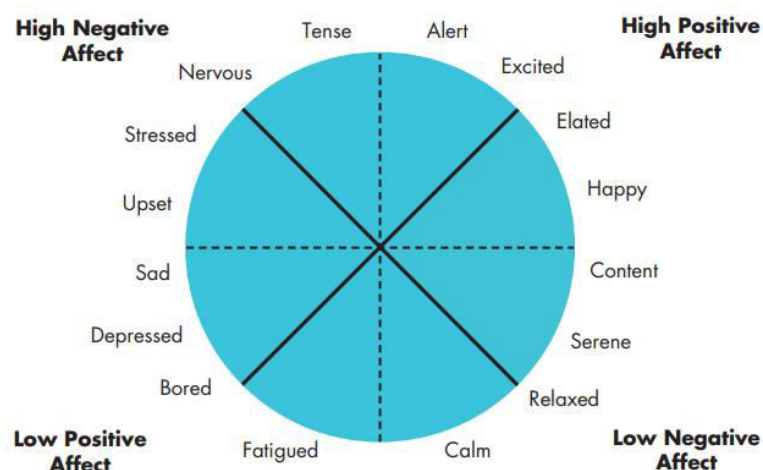 High Negative
Affect
Tense
Alert
High Positive
Affect
Nervous
Excited
Stressed
Elated
Upset
Happy
Sad
Content
Depressed
Serene
Bored
Relaxed
Low Positive
Affect
Fatigued
Calm
Low Negative
Affect